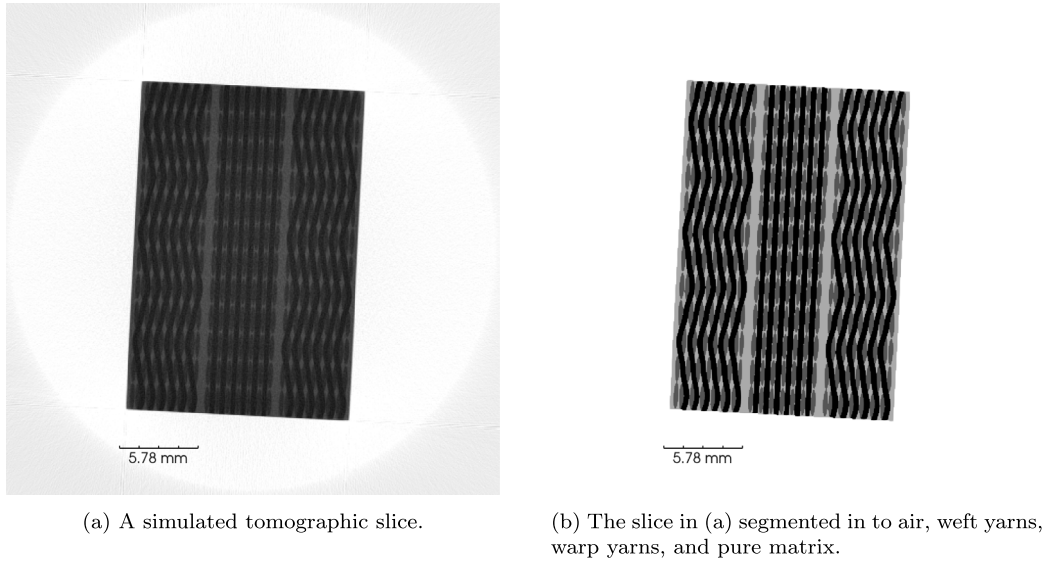 5.78 mm
5.78 mm
(a) A simulated tomographic slice.
(b) The slice in (a) segmented in to air, weft yarns,
warp yarns, and pure matrix.